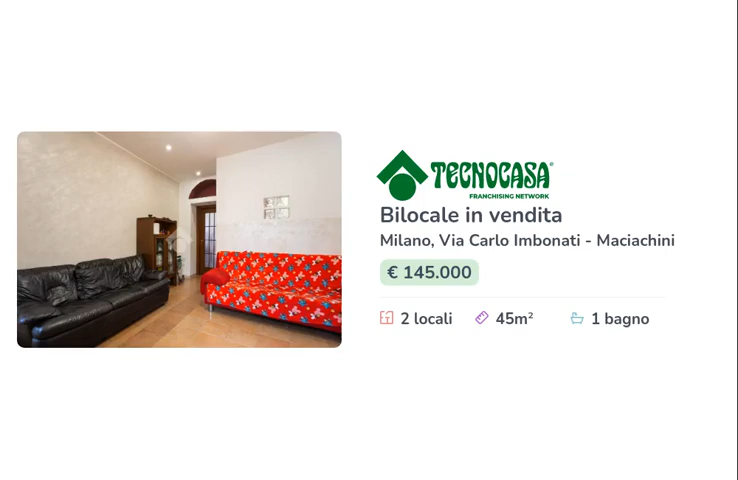 TECNOCASA
FRANCHISING NETWORK
Bilocale in vendita
Milano, Via Carlo Imbonati - Maciachini
€ 145.000
2 locali 45m² 1 bagno